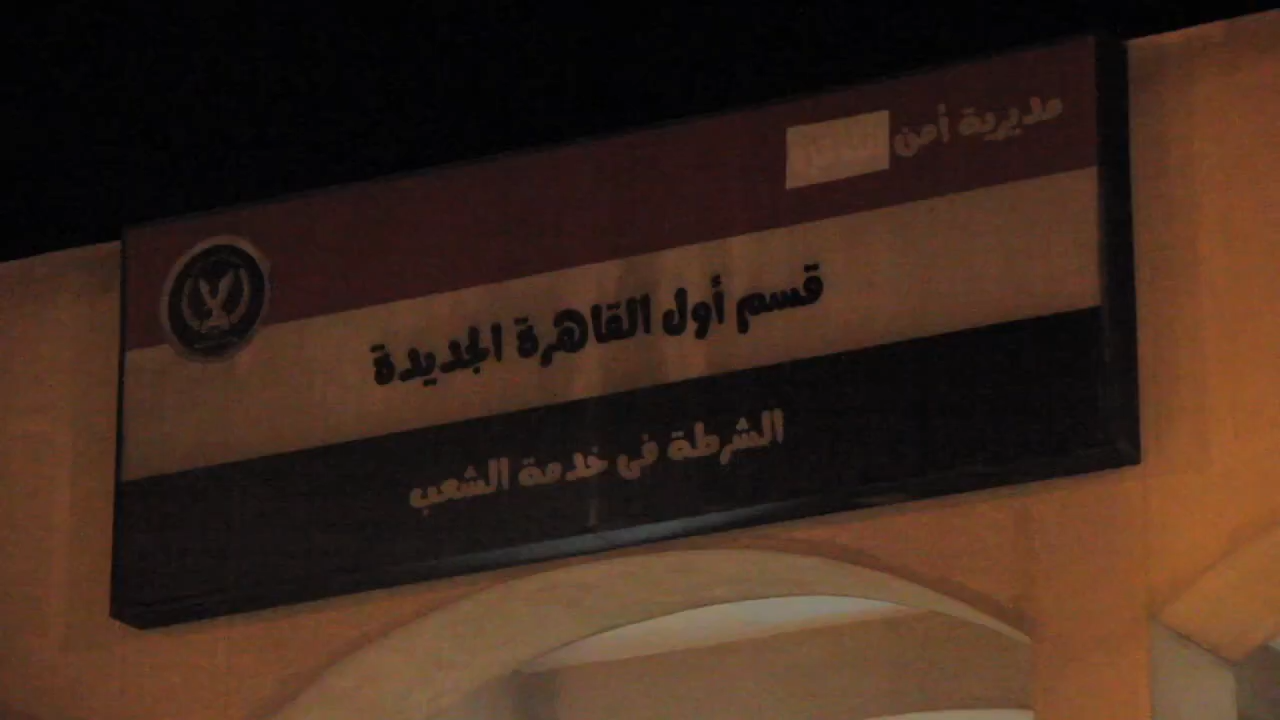 مديرية أمن
قسم أول القاهرة الجديدة
الشرطة فى خدمة الشعب